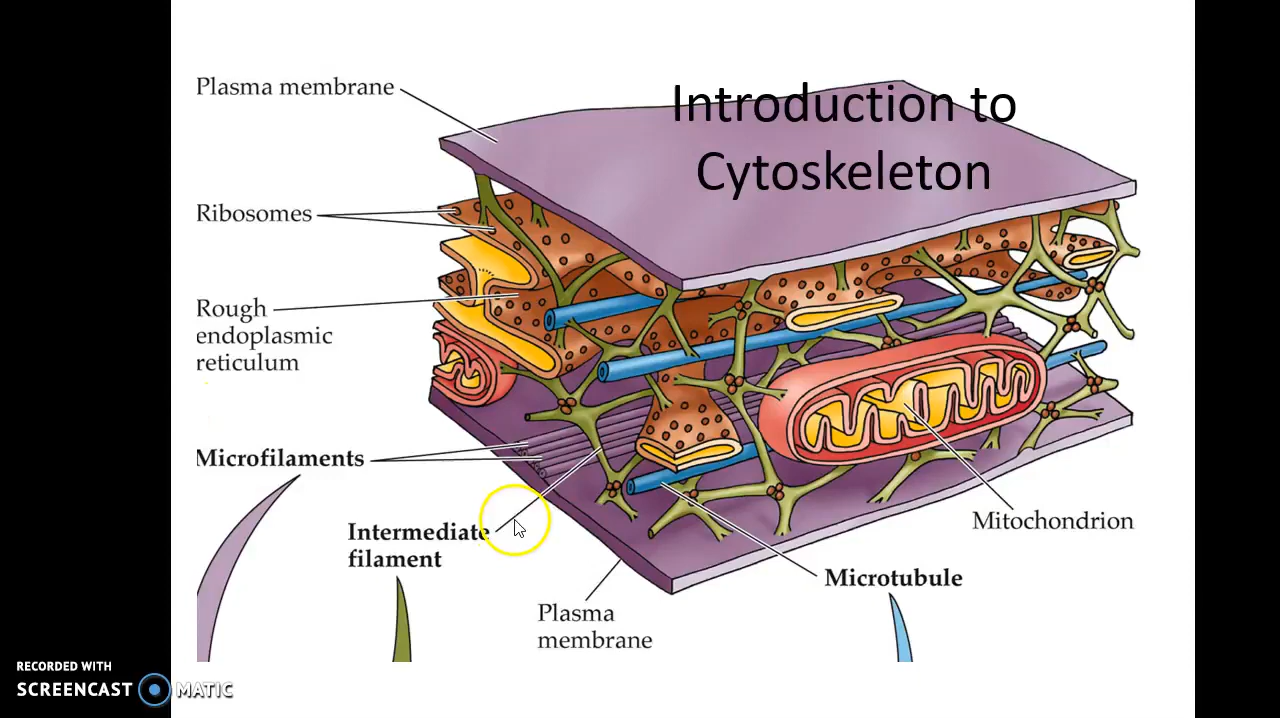 Introduction to
Cytoskeleton
Plasma membrane
Ribosomes
Rough
endoplasmic
reticulum
Microfilaments
Intermediate
filament
Plasma
membrane
Microtubule
Mitochondrion
RECORDED WITH
SCREENCAST MATIC